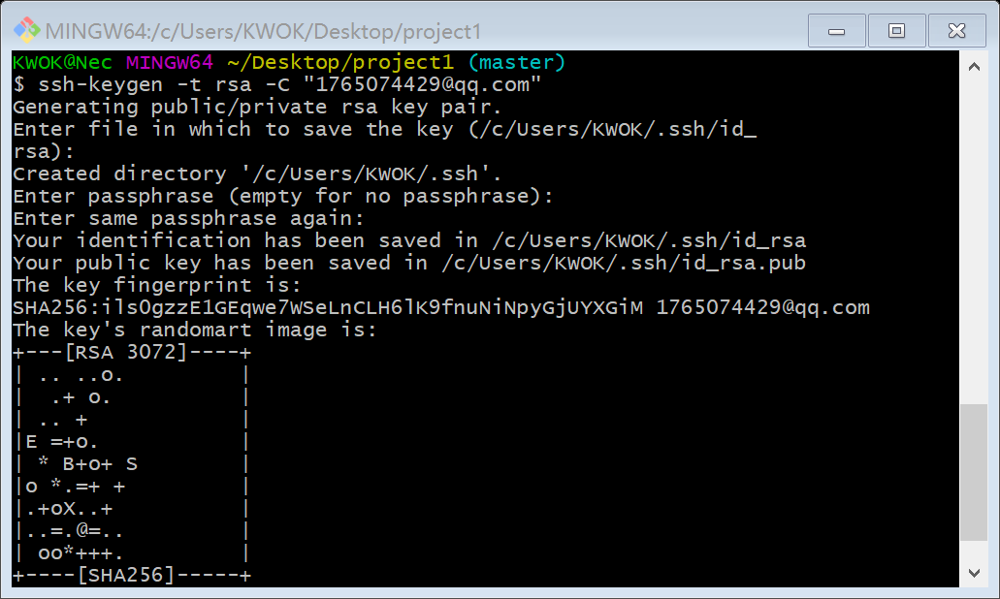 MINGW64:/c/Users/KWOK/Desktop/project1
KWOK@Nec MINGW64 ~/Desktop/project1 (master)
$ ssh-keygen -t rsa -C "1765074429@qq.com"
Generating public/private rsa key pair.
Enter file in which to save the key (/c/Users/KWOK/.ssh/id_
rsa):
Created directory '/c/Users/KWOK/.ssh'.
Enter passphrase (empty for no passphrase):
Enter same passphrase again:
Your identification has been saved in /c/Users/KWOK/.ssh/id_rsa
Your public key has been saved in /c/Users/KWOK/.ssh/id_rsa.pub
The key fingerprint is:
SHA256:ilsOgzzE1GEqwe7WSeLnCLH6lK9fnuNiNpyGjUYXGiM 1765074429@qq.com
The key's randomart image is:
+---[RSA 3072]----+
| .. ..o.         |
|  .+ o.          |
| .. +            |
|E =+o.           |
| * B+o+ S        |
|o *.=+ +         |
|.+oX..+          |
|..=.@=..         |
| oo*+++.         |
+----[SHA256]-----+